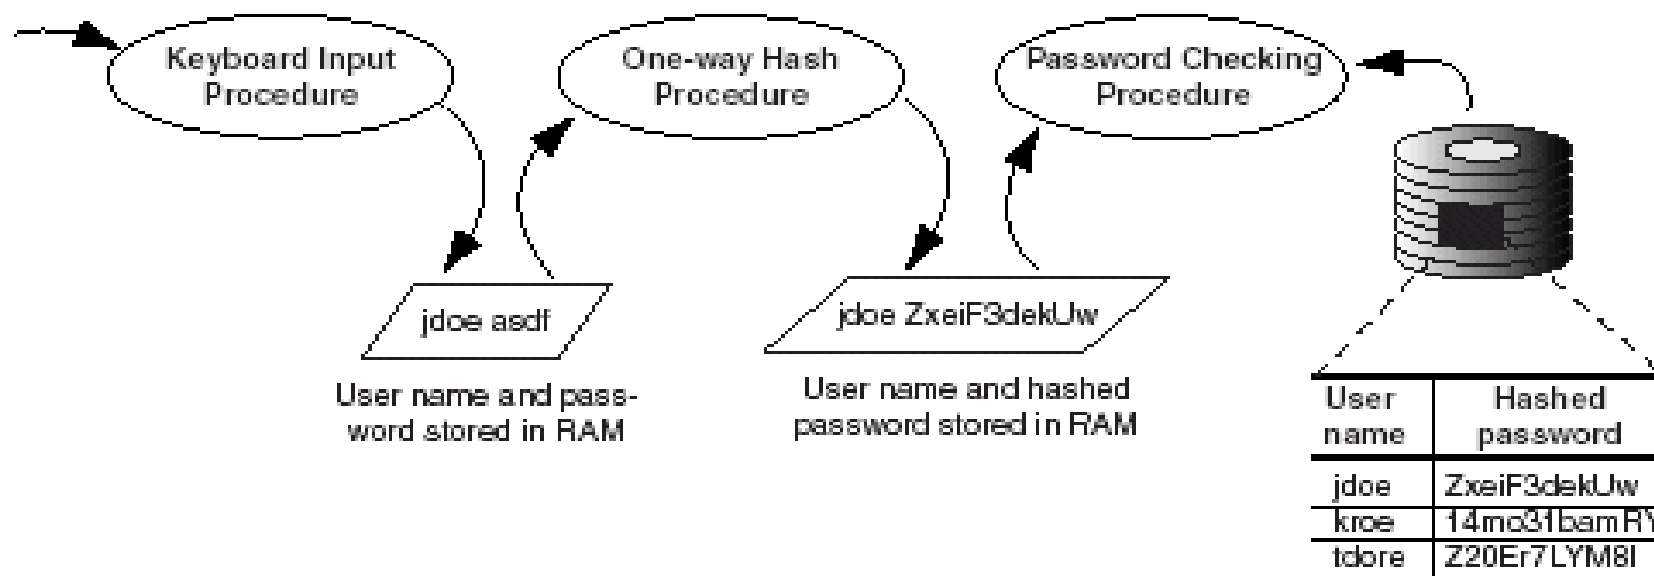 Keyboard Input
Procedure
One-way Hash
Procedure
Password Checking
Procedure
jdoe asdf
User name and pass-
word stored in RAM
jdoe ZxeiF3dekUw
User name and hashed
password stored in RAM
User
name
Hashed
password
jdoe ZxeiF3dekUw
kroe 14mo31bamRY
tdore Z20Er7LYM8I